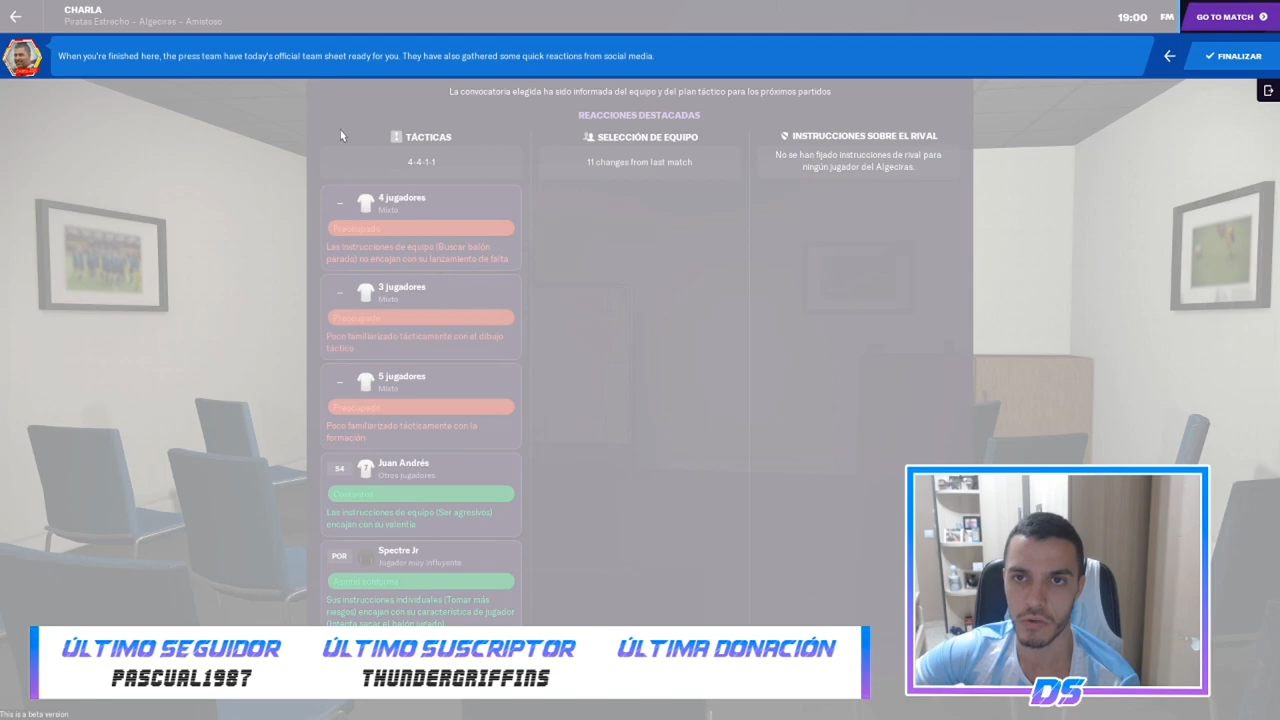 CHARLA
Piratas Estrecho - Algeciras - Amistoso
19:00
FM
GO TO MATCH
When you're finished here, the press team have today's official team sheet ready for you. They have also gathered some quick reactions from social media.
FINALIZAR
La convocatoria elegida ha sido informada del equipo y del plan táctico para los próximos partidos
REACCIONES DESTACADAS
TÁCTICAS
SELECCIÓN DE EQUIPO
INSTRUCCIONES SOBRE EL RIVAL
4-4-1-1
11 changes from last match
No se han fijado instrucciones de rival para
ningún jugador del Algeciras.
4 jugadores
Mixto
Preocupado
Las instrucciones de equipo (Buscar balón
parado) no encajan con su lanzamiento de falta
3 jugadores
Mixto
Preocupado
Poco familiarizado tácticamente con el dibujo
táctico
5 jugadores
Mixto
Preocupado
Poco familiarizado tácticamente con la
formación
S4
7
Juan Andrés
Otros jugadores
Las instrucciones de equipo (Ser agresivos)
encajan con su valentía
POR
Spectre Jr
Jugador muy influyente
Sus instrucciones individuales (Tomar más
riesgos) encajan con su característica de jugador
(Intenta sacar el balón jugado)
ÚLTIMO SEGUIDOR
ÚLTIMO SUSCRIPTOR
ÚLTIMA DONACIÓN
PASCUAL1987
THUNDERGRIFFINS
DS
This is a beta version